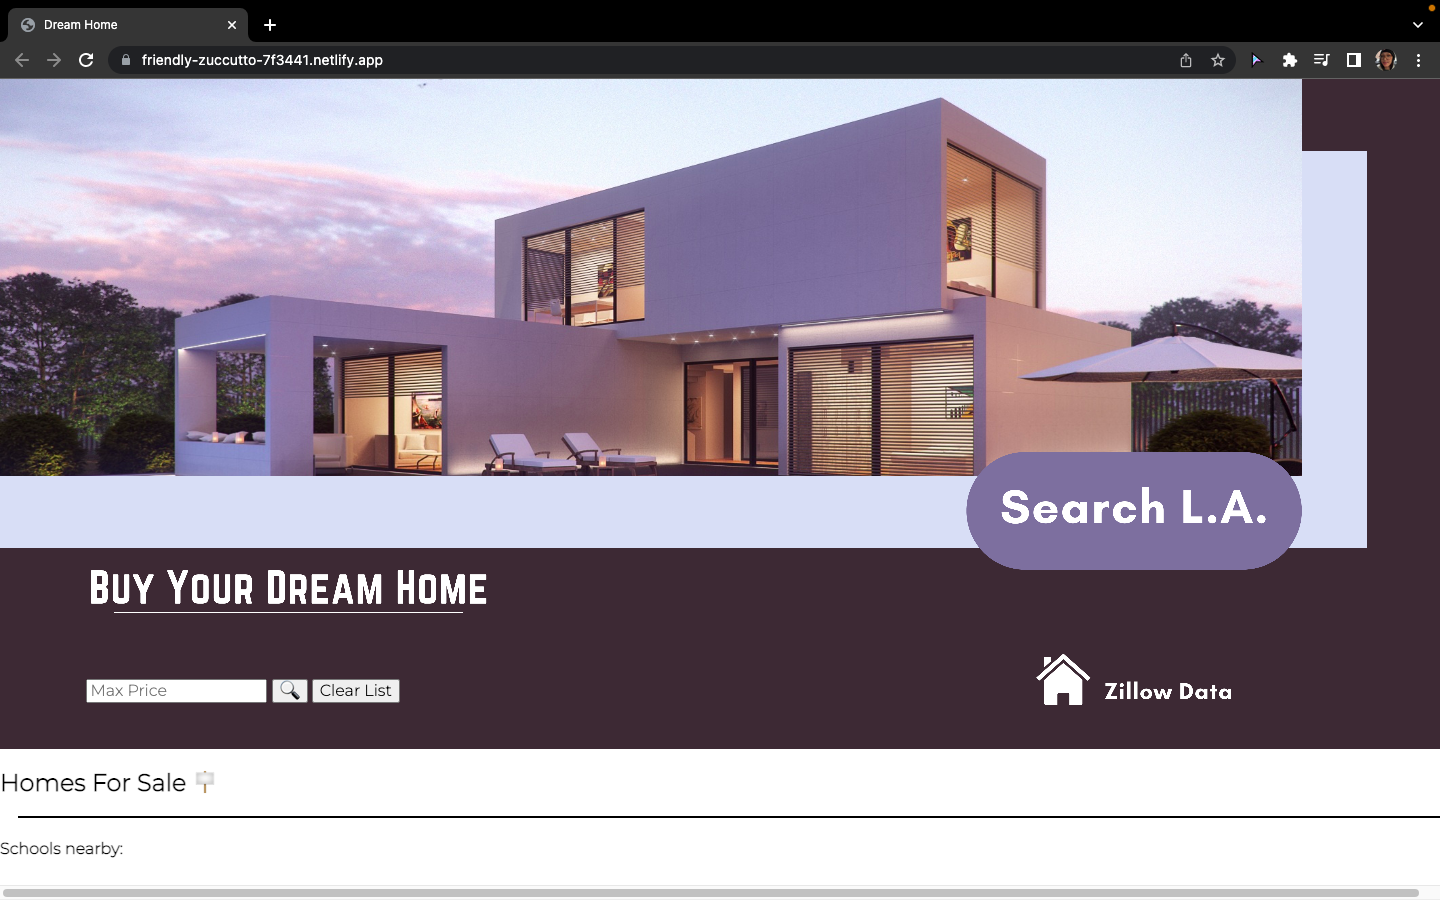 Dream Home
friendly-zuccutto-7f3441.netlify.app
Search L.A.
Buy Your Dream Home
Max Price
Clear List
Zillow Data
Homes For Sale
Schools nearby: